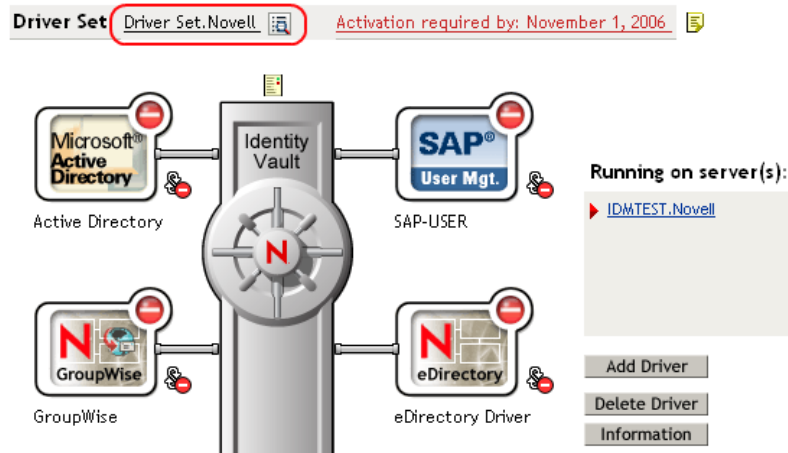 Driver Set Driver Set.Novell Activation required by: November 1, 2006
Microsoft®
Active
Directory
Active Directory
Identity
Vault
N
SAP®
User Mgt.
SAP-USER
Running on server(s):
IDMTEST.Novell
N
GroupWise
GroupWise
N
eDirectory
eDirectory Driver
Add Driver
Delete Driver
Information